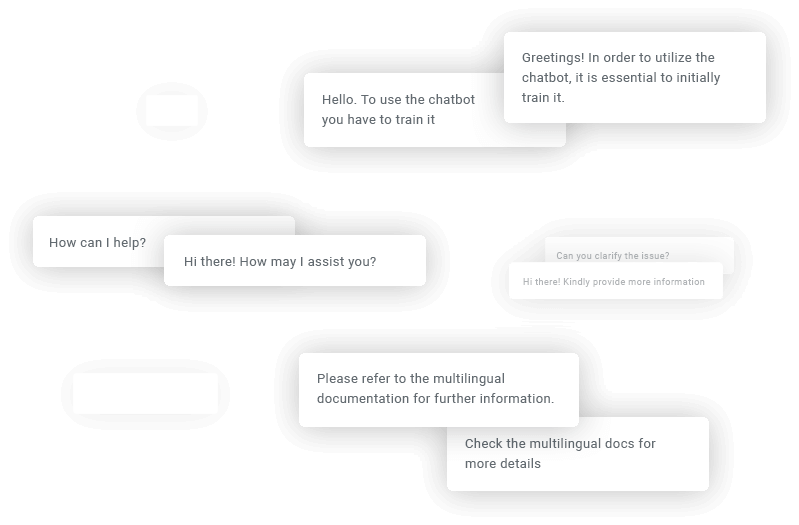 Greetings! In order to utilize the
chatbot, it is essential to initially
train it.
Hello. To use the chatbot
you have to train it
How can I help?
Hi there! How may I assist you?
Can you clarify the issue?
Hi there! Kindly provide more information
Please refer to the multilingual
documentation for further information.
Check the multilingual docs for
more details